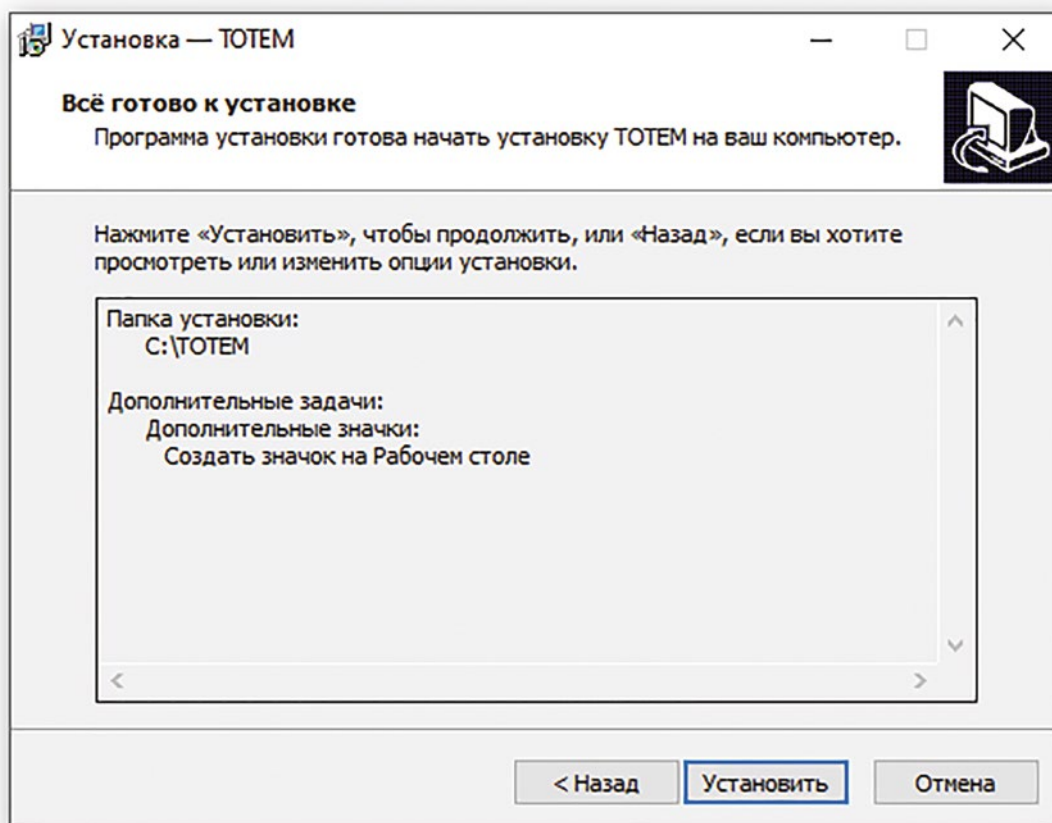 Установка — TOTEM
Всё готово к установке
Программа установки готова начать установку TOTEM на ваш компьютер.
Нажмите «Установить», чтобы продолжить, или «Назад», если вы хотите
просмотреть или изменить опции установки.
Папка установки:
C:\TOTEM
Дополнительные задачи:
Дополнительные значки:
Создать значок на Рабочем столе
< Назад
Установить
Отмена